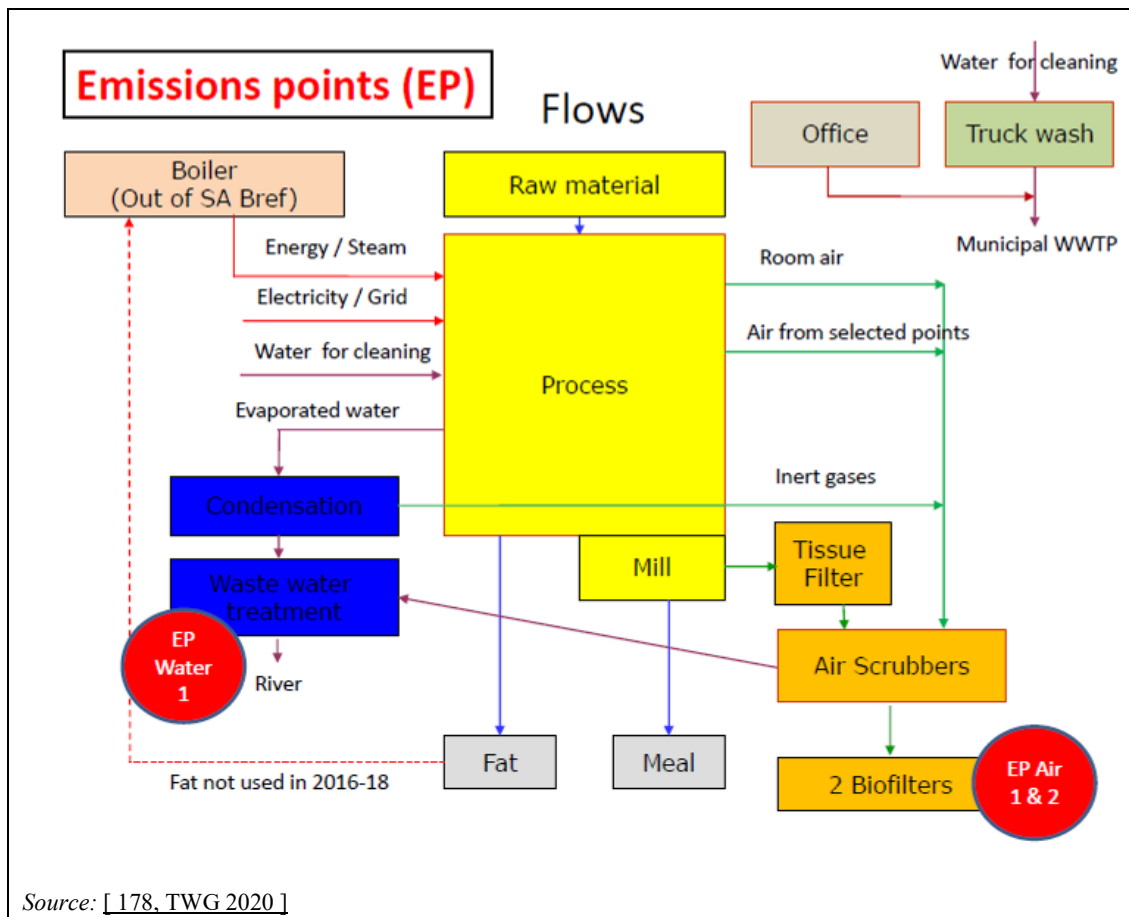 Emissions points (EP)
Flows
Water for cleaning
Office
Truck wash
Municipal WWTP
Boiler
(Out of SA Bref)
Raw material
Energy / Steam
Electricity / Grid
Water for cleaning
Evaporated water
Process
Room air
Air from selected points
Inert gases
Condensation
Waste water
treatment
EP
Water
1
River
Mill
Tissue
Filter
Air Scrubbers
Fat
Meal
2 Biofilters
EP Air
1 & 2
Fat not used in 2016-18
Source: [ 178, TWG 2020 ]